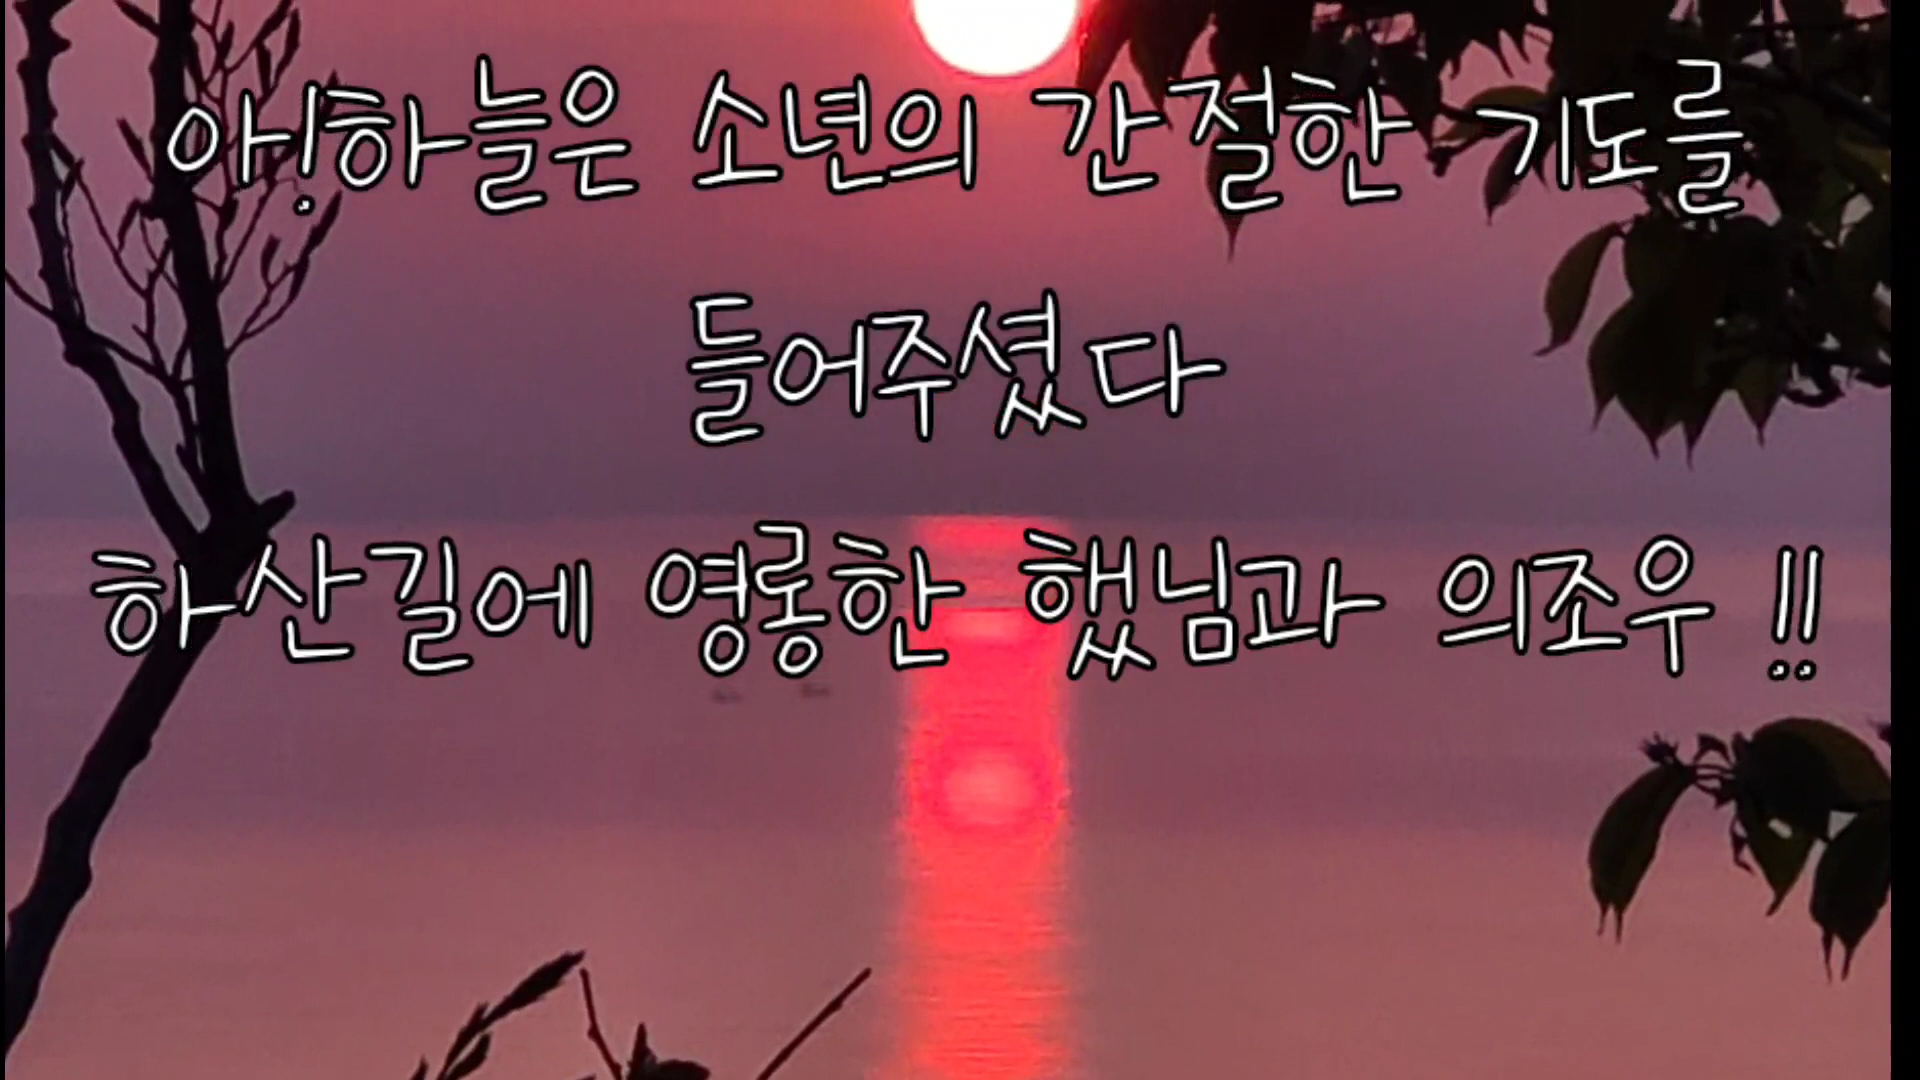 아!하늘은 소년의 간절한 기도를
들어주셨다
하산길에 영롱한 햇님과 의조우 !!